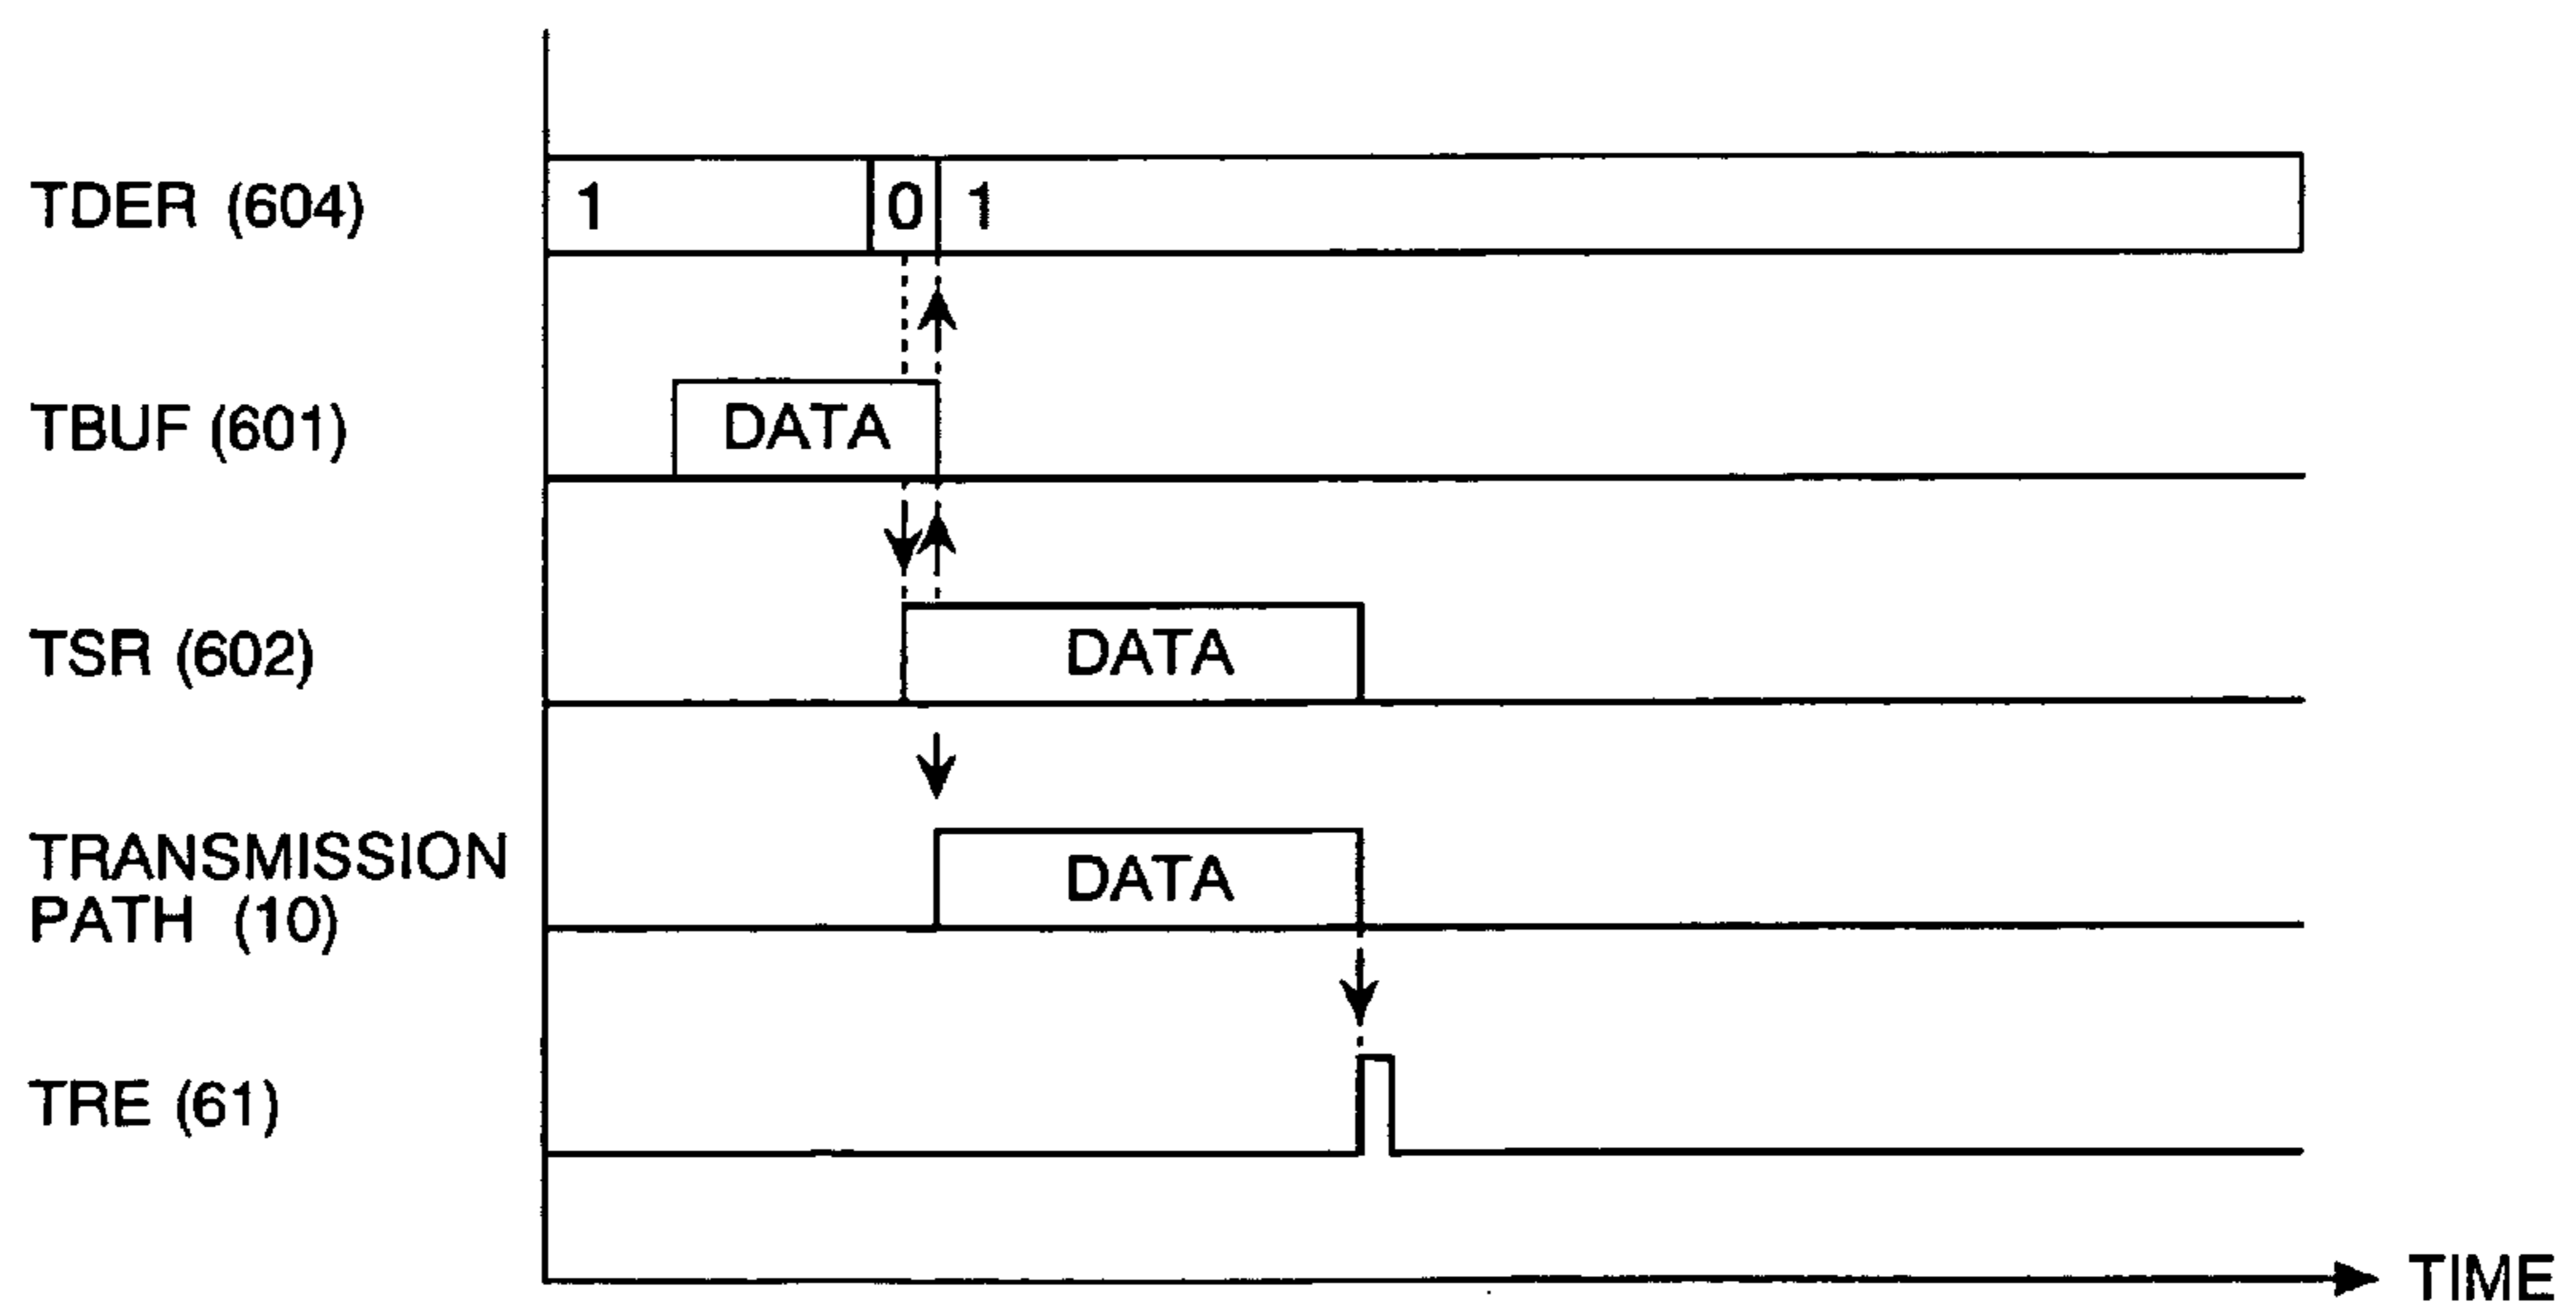 TDER (604)
1 0 1
TBUF (601)
DATA
TSR (602)
DATA
TRANSMISSION
PATH (10)
DATA
TRE (61)
TIME